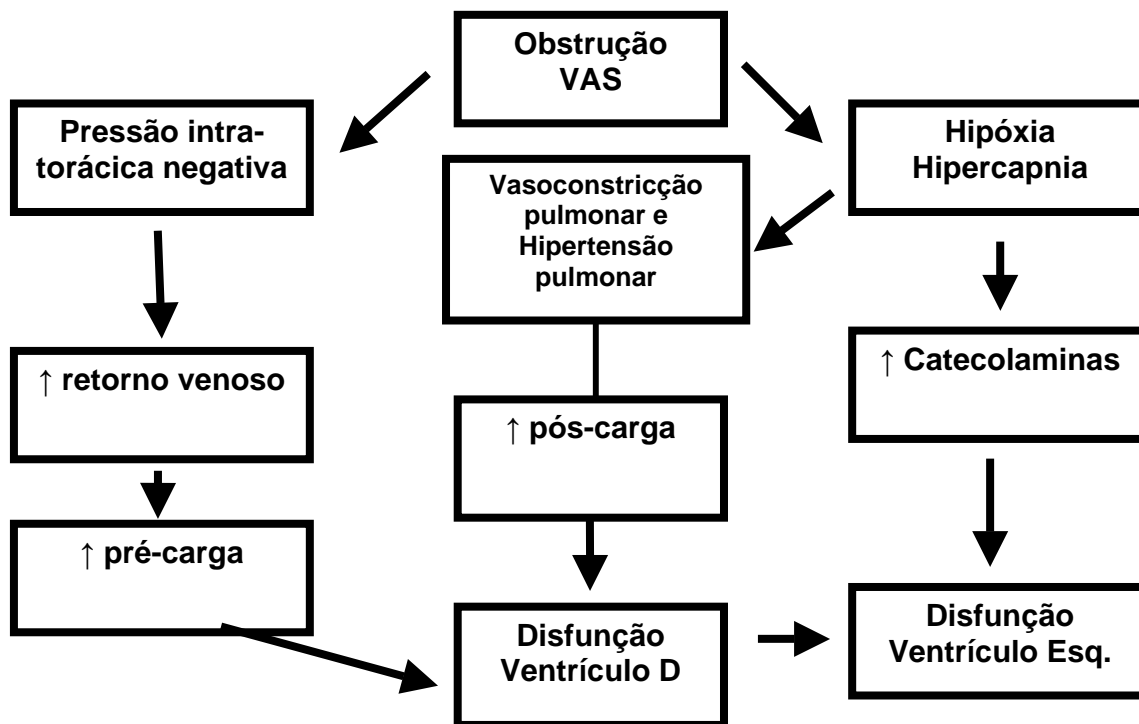 Obstrução
VAS
Pressão intra-
torácica negativa
Hipóxia
Hipercapnia
Vasoconstricção
pulmonar e
Hipertensão
pulmonar
↑ retorno venoso
↑ Catecolaminas
↑ pós-carga
↑ pré-carga
Disfunção
Ventrículo D
Disfunção
Ventrículo Esq.